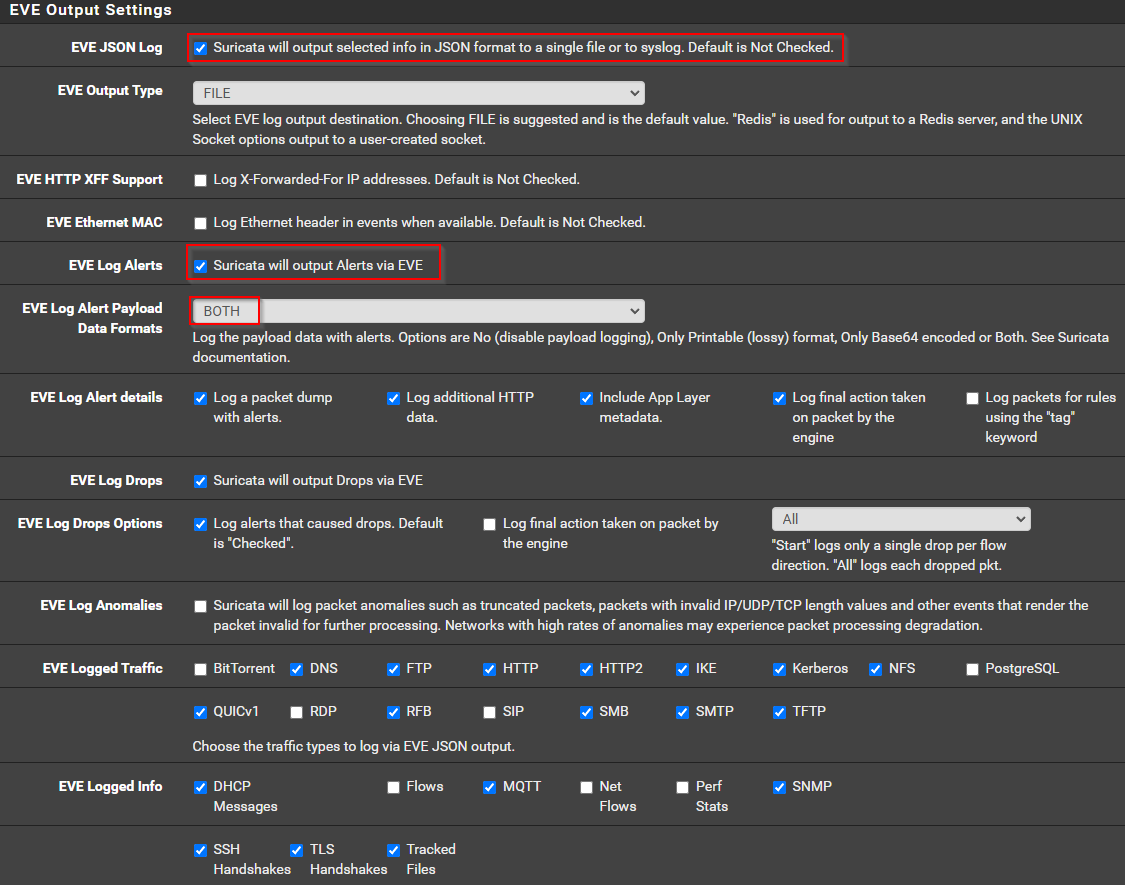 EVE Output Settings
EVE JSON Log
Suricata will output selected info in JSON format to a single file or to syslog. Default is Not Checked.
EVE Output Type
FILE
Select EVE log output destination. Choosing FILE is suggested and is the default value. "Redis" is used for output to a Redis server, and the UNIX
Socket options output to a user-created socket.
EVE HTTP XFF Support
Log X-Forwarded-For IP addresses. Default is Not Checked.
EVE Ethernet MAC
Log Ethernet header in events when available. Default is Not Checked.
EVE Log Alerts
Suricata will output Alerts via EVE
EVE Log Alert Payload
Data Formats
BOTH
Log the payload data with alerts. Options are No (disable payload logging), Only Printable (lossy) format, Only Base64 encoded or Both. See Suricata
documentation.
EVE Log Alert details
Log a packet dump
with alerts.
Log additional HTTP
data.
Include App Layer
metadata.
Log final action taken
on packet by the
engine
Log packets for rules
using the "tag"
keyword
EVE Log Drops
Suricata will output Drops via EVE
EVE Log Drops Options
Log alerts that caused drops. Default
is "Checked".
Log final action taken on packet by
the engine
All
"Start" logs only a single drop per flow
direction. "All" logs each dropped pkt.
EVE Log Anomalies
Suricata will log packet anomalies such as truncated packets, packets with invalid IP/UDP/TCP length values and other events that render the
packet invalid for further processing. Networks with high rates of anomalies may experience packet processing degradation.
EVE Logged Traffic
BitTorrent
DNS
FTP
HTTP
HTTP2
IKE
Kerberos
NFS
PostgreSQL
QUICv1
RDP
RFB
SIP
SMB
SMTP
TFTP
Choose the traffic types to log via EVE JSON output.
EVE Logged Info
DHCP
Messages
Flows
MQTT
Net
Flows
Perf
Stats
SNMP
SSH
Handshakes
TLS
Handshakes
Tracked
Files